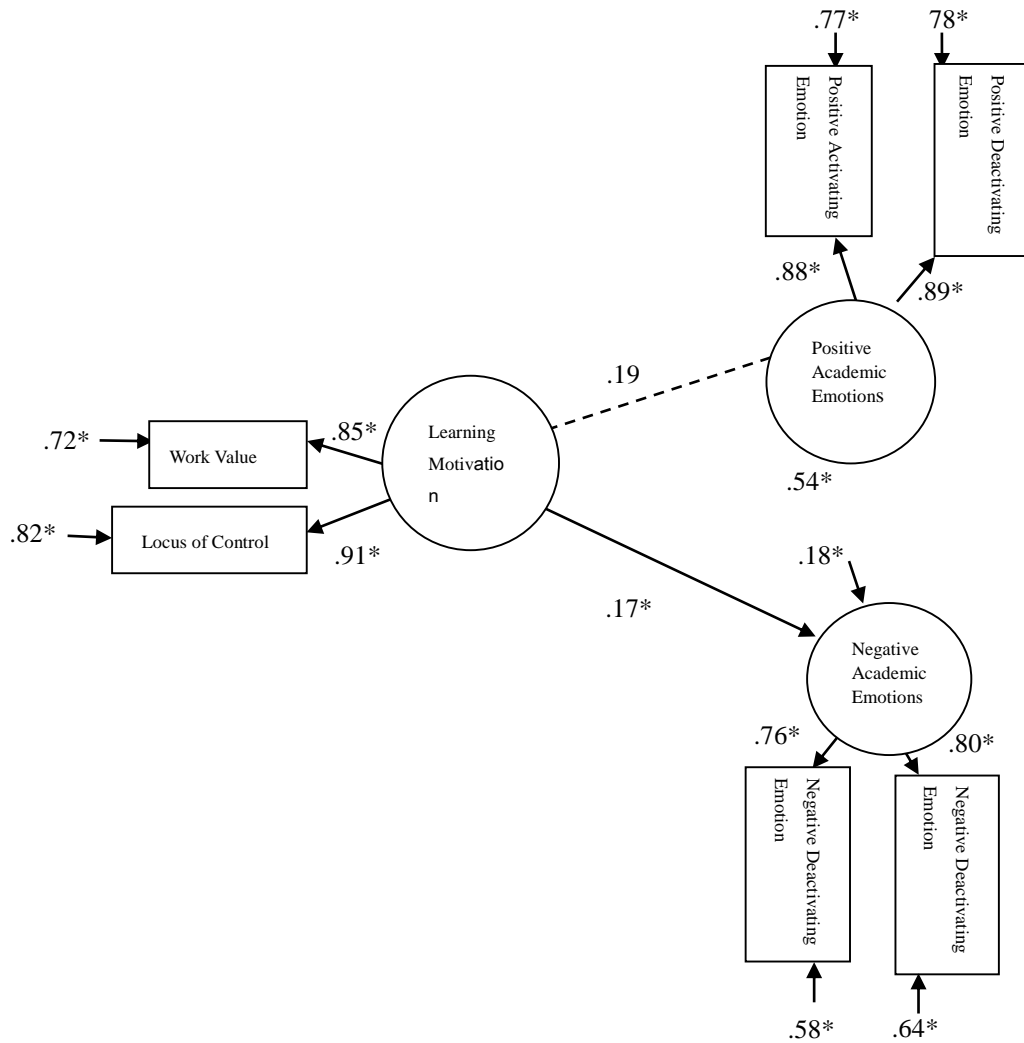 .77*
78*
Positive Activating
Emotion
Positive Deactivating
Emotion
.88*
.89*
Positive
Academic
Emotions
.19
.54*
Learning
Motivatio
n
.72*
.85*
Work Value
.82*
Locus of Control
.91*
.17*
.18*
Negative
Academic
Emotions
.76*
.80*
Negative Deactivating
Emotion
Negative Deactivating
Emotion
.58*
.64*